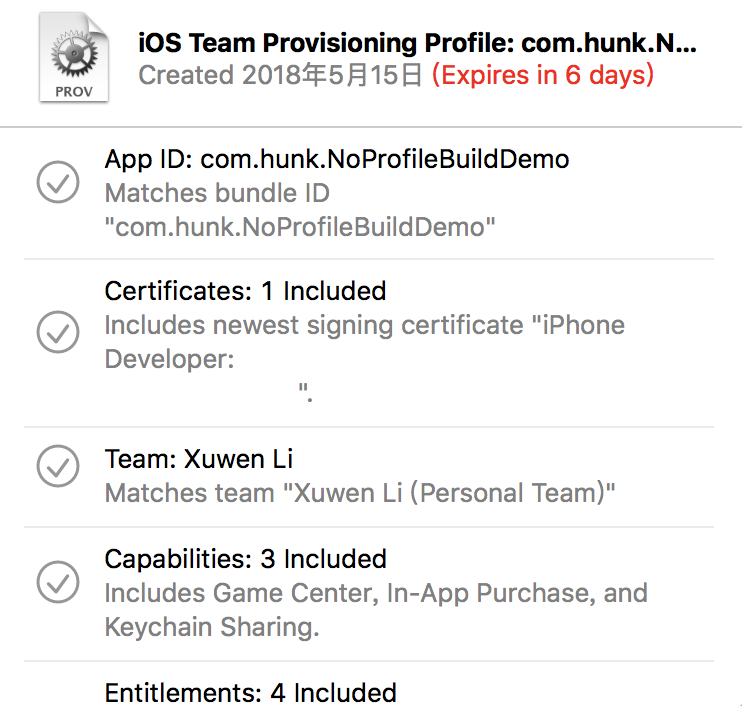 iOS Team Provisioning Profile: com.hunk.N...
Created 2018年5月15日 (Expires in 6 days)
PROV
App ID: com.hunk.NoProfileBuildDemo
Matches bundle ID
"com.hunk.NoProfileBuildDemo"
Certificates: 1 Included
Includes newest signing certificate "iPhone
Developer:
".
Team: Xuwen Li
Matches team "Xuwen Li (Personal Team)"
Capabilities: 3 Included
Includes Game Center, In-App Purchase, and
Keychain Sharing.
Entitlements: 4 Included